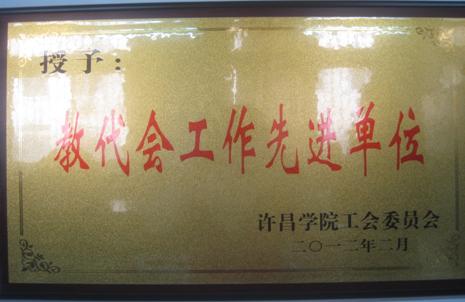 授予：
教代会工作先进单位
许昌学院工会委员会
二〇一二年二月